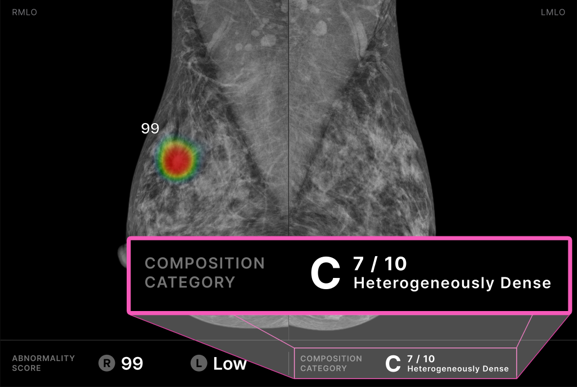 RMLO
LMLO
99
COMPOSITION
CATEGORY
C
7 / 10
Heterogeneously Dense
ABNORMALITY
SCORE
R 99
L Low
COMPOSITION
CATEGORY
C
7 / 10
Heterogeneously Dense